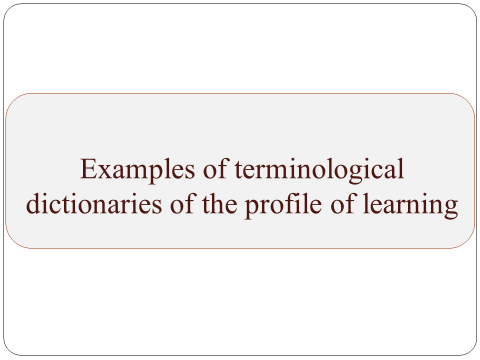 Examples of terminological
dictionaries of the profile of learning